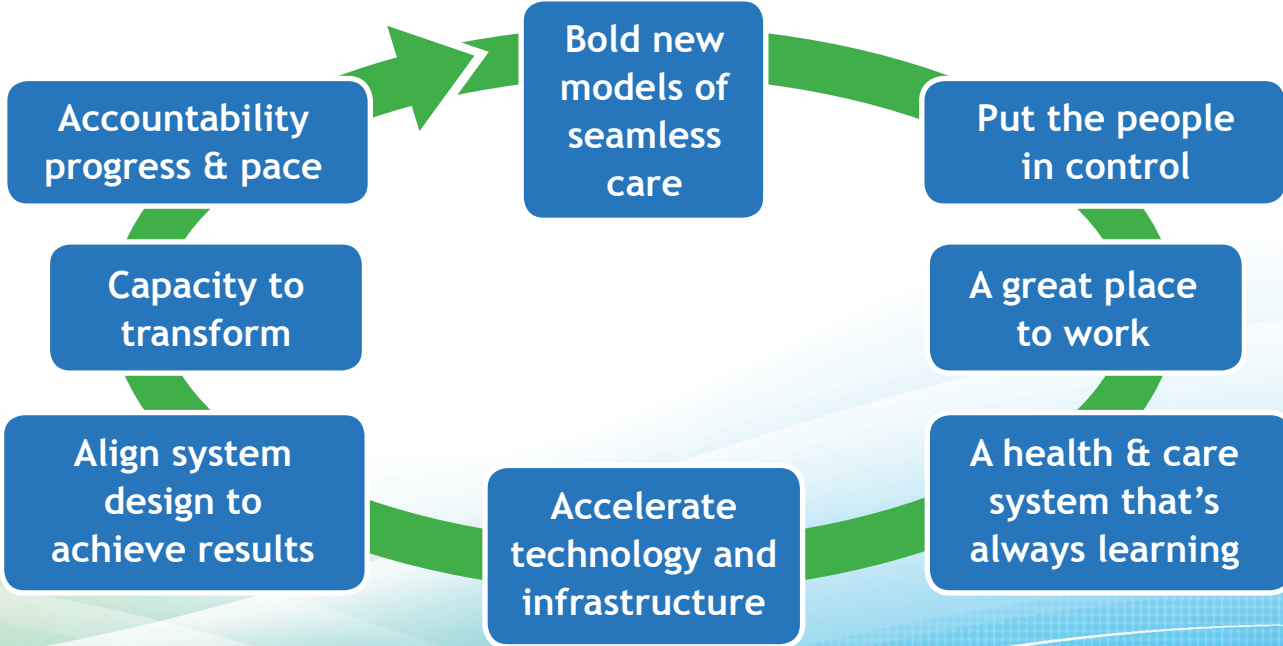 Bold new
models of
seamless
care
Put the people
in control
A great place
to work
A health & care
system that’s
always learning
Accelerate
technology and
infrastructure
Align system
design to
achieve results
Capacity to
transform
Accountability
progress & pace